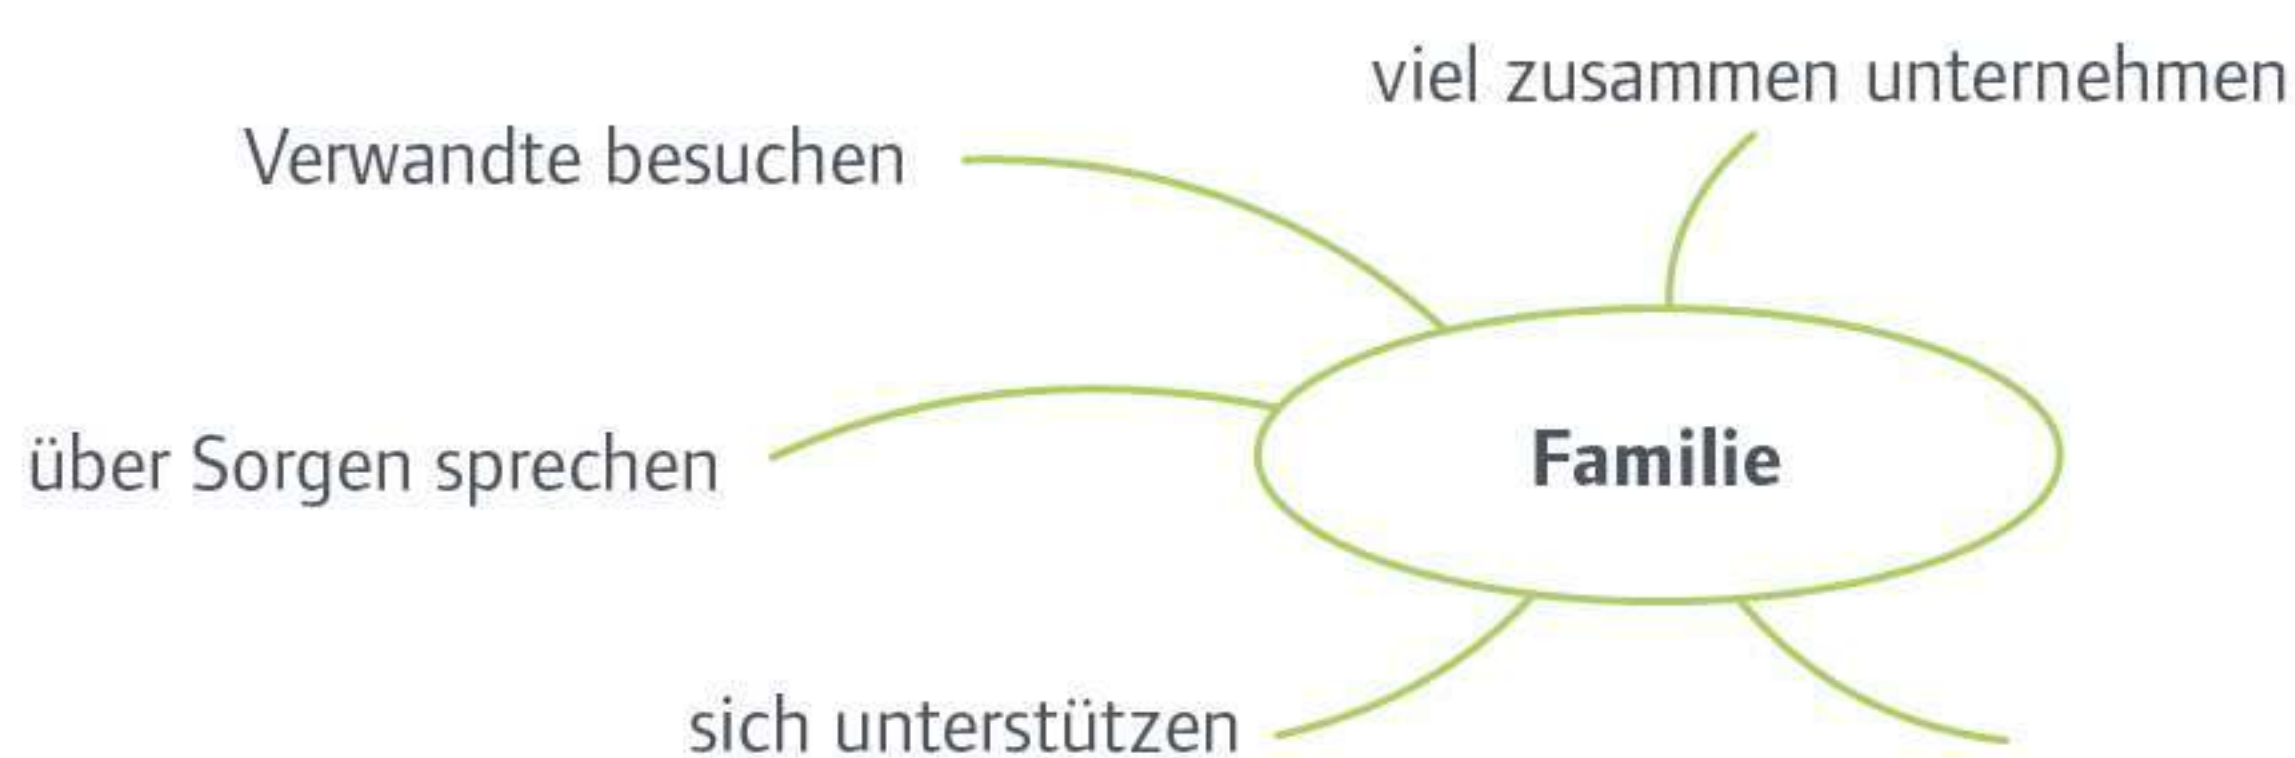 viel zusammen unternehmen
Verwandte besuchen
über Sorgen sprechen
Familie
sich unterstützen